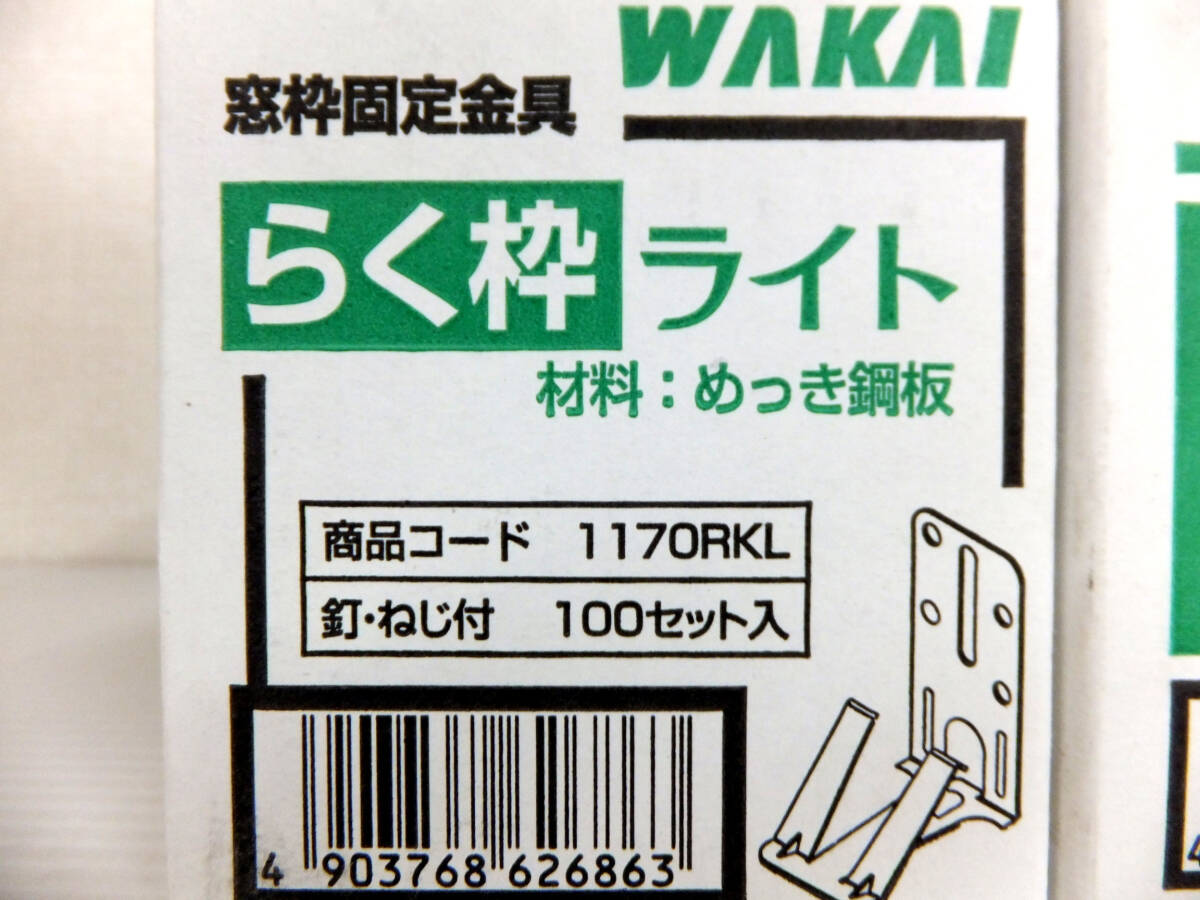 WAKAI
窓枠固定金具
らく枠 ライト
材料：めっき鋼板
商品コード 1170RKL
釘・ねじ付 100セット入
4 903768 626863